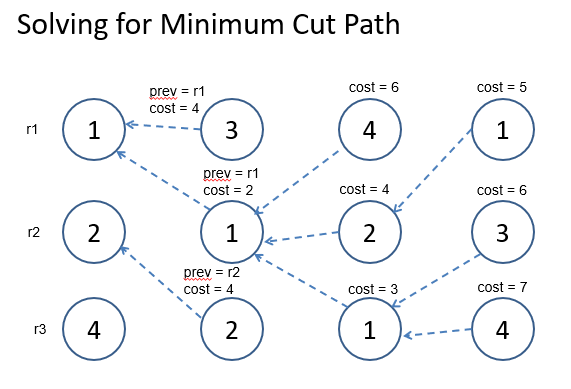 Solving for Minimum Cut Path
prev = r1
cost = 4
cost = 6
cost = 5
r1
1
3
4
1
prev = r1
cost = 2
cost = 4
cost = 6
r2
2
1
2
3
prev = r2
cost = 4
cost = 3
cost = 7
r3
4
2
1
4